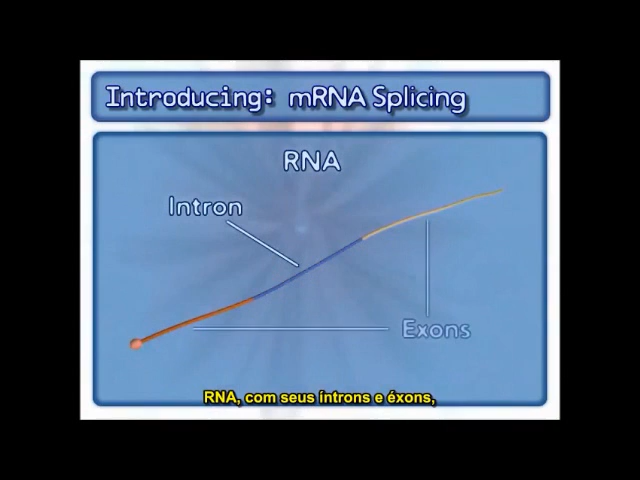 Introducing: mRNA Splicing
RNA
Intron
Exons
RNA, com seus íntrons e éxons,